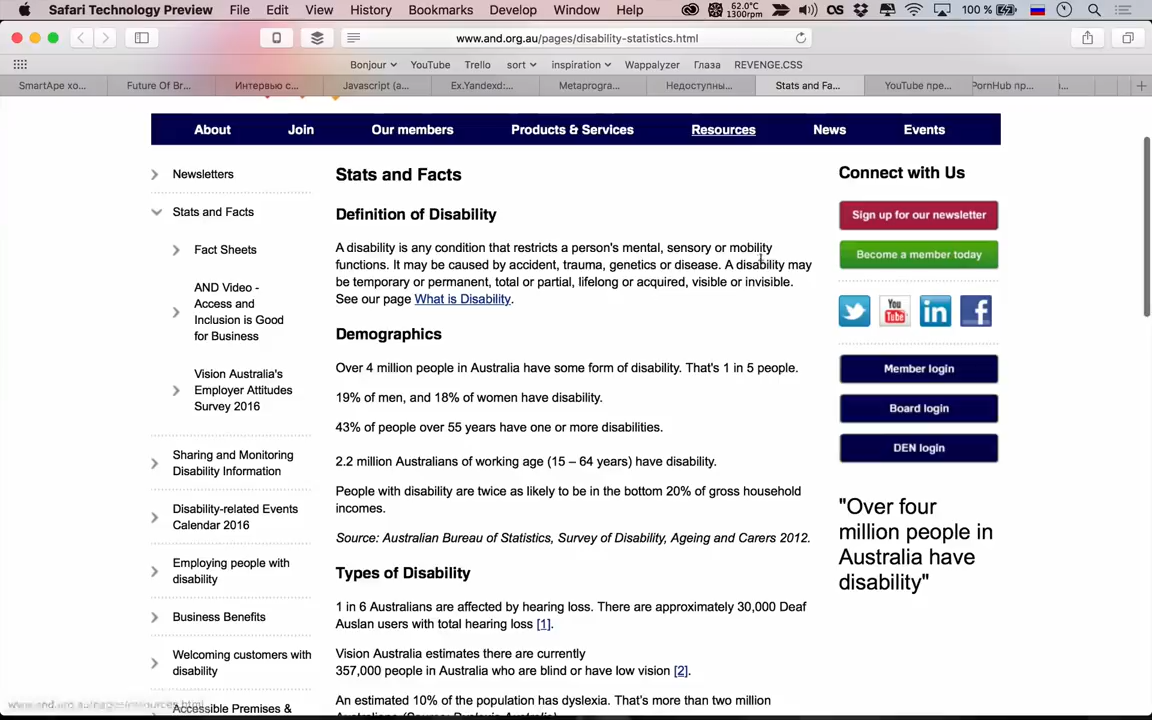 Safari Technology Preview File Edit View History Bookmarks Develop Window Help 62.0°C 1300rpm 100 %
www.and.org.au/pages/disability-statistics.html
Bonjour YouTube Trello sort inspiration Wappalyzer Глаза REVENGE.CSS
SmartApe хо... Future Of Br... Интервью с... Javascript (a... Ex.Yandexd:... Metaprogra... Недоступны... Stats and Fa... YouTube пре... PornHub пр...
About Join Our members Products & Services Resources News Events
Newsletters
Stats and Facts
Fact Sheets
AND Video -
Access and
Inclusion is Good
for Business
Vision Australia's
Employer Attitudes
Survey 2016
Sharing and Monitoring
Disability Information
Disability-related Events
Calendar 2016
Employing people with
disability
Business Benefits
Welcoming customers with
disability
Accessible Premises &
Stats and Facts
Definition of Disability
A disability is any condition that restricts a person's mental, sensory or mobility
functions. It may be caused by accident, trauma, genetics or disease. A disability may
be temporary or permanent, total or partial, lifelong or acquired, visible or invisible.
See our page What is Disability.
Demographics
Over 4 million people in Australia have some form of disability. That's 1 in 5 people.
19% of men, and 18% of women have disability.
43% of people over 55 years have one or more disabilities.
2.2 million Australians of working age (15 – 64 years) have disability.
People with disability are twice as likely to be in the bottom 20% of gross household
incomes.
Source: Australian Bureau of Statistics, Survey of Disability, Ageing and Carers 2012.
Types of Disability
1 in 6 Australians are affected by hearing loss. There are approximately 30,000 Deaf
Auslan users with total hearing loss [1].
Vision Australia estimates there are currently
357,000 people in Australia who are blind or have low vision [2].
An estimated 10% of the population has dyslexia. That's more than two million
Australians (Source: Dyslexia Australia).
Connect with Us
Sign up for our newsletter
Become a member today
You
Tube
in
f
Member login
Board login
DEN login
"Over four
million people in
Australia have
disability"
www.and.org.au/pages/resources.html